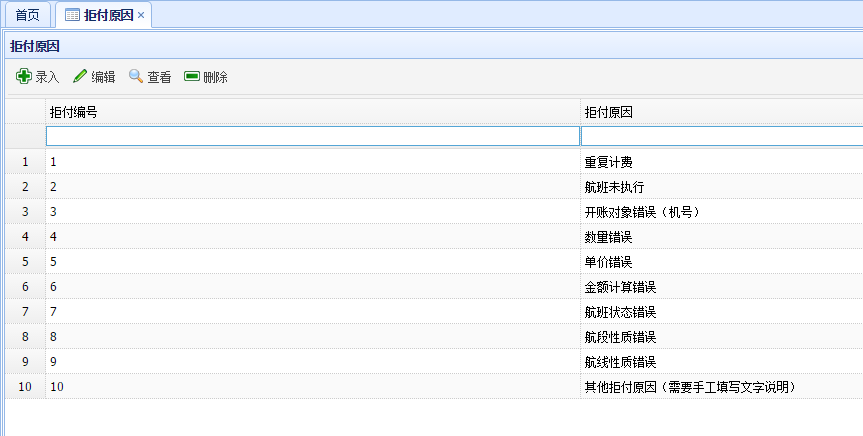 首页 拒付原因 ×
拒付原因
录入 编辑 查看 删除
拒付编号 拒付原因
1 1 重复计费
2 2 航班未执行
3 3 开账对象错误（机号）
4 4 数量错误
5 5 单价错误
6 6 金额计算错误
7 7 航班状态错误
8 8 航段性质错误
9 9 航线性质错误
10 10 其他拒付原因（需要手工填写文字说明）